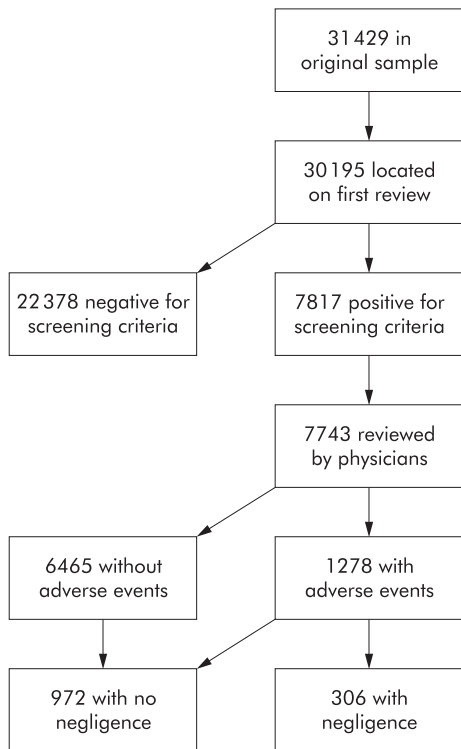 31 429 in
original sample
30 195 located
on first review
22 378 negative for
screening criteria
7817 positive for
screening criteria
7743 reviewed
by physicians
6465 without
adverse events
1278 with
adverse events
972 with no
negligence
306 with
negligence